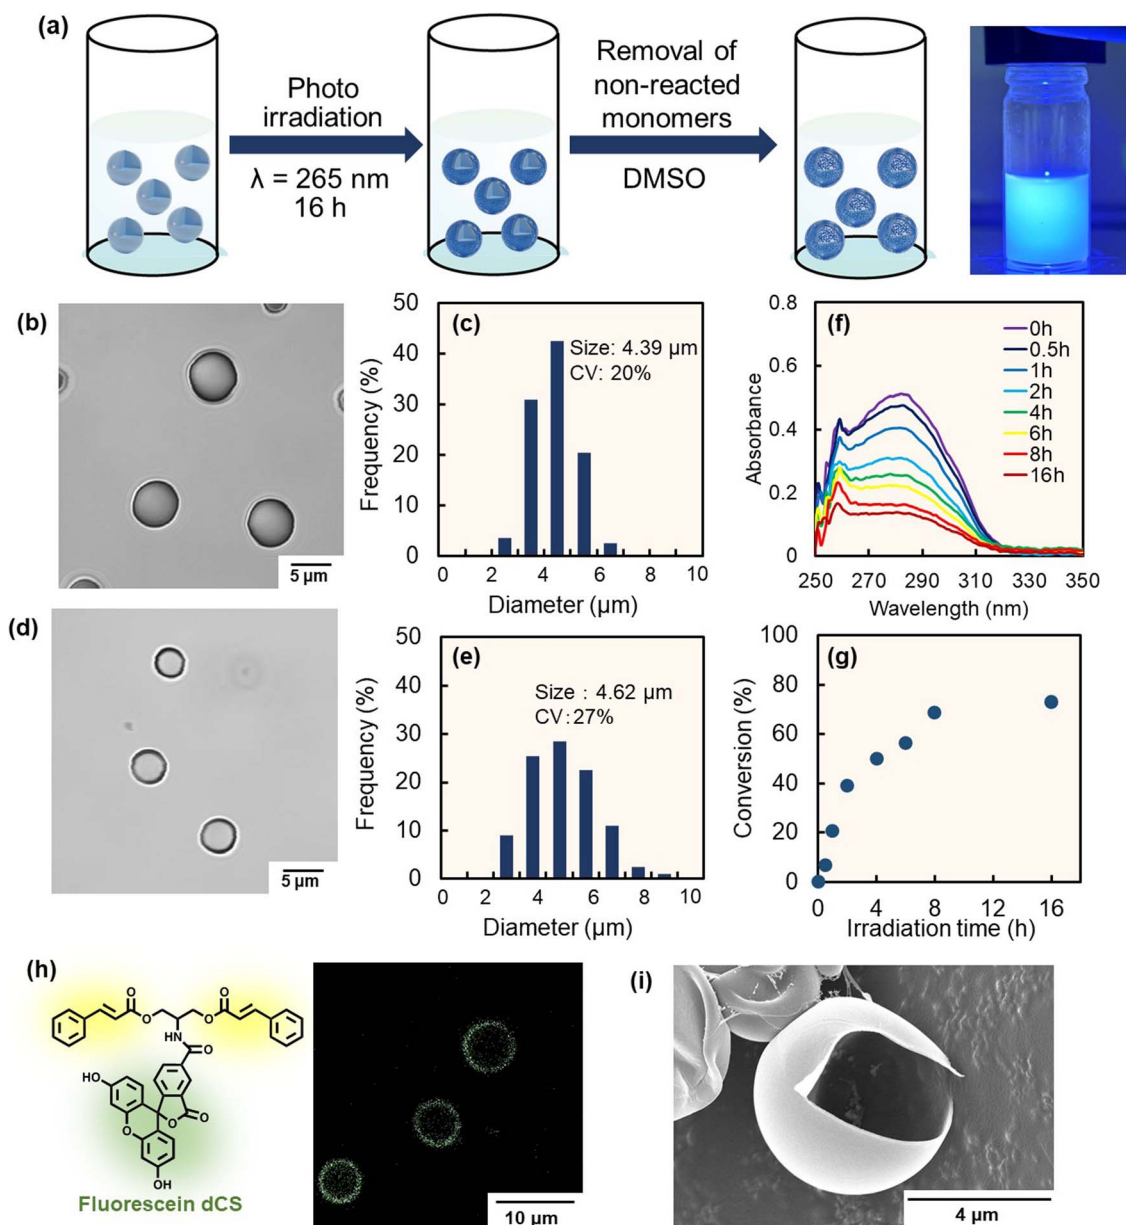 (a)
Photo
irradiation
λ = 265 nm
16 h
Removal of
non-reacted
monomers
DMSO
(b)
5 μm
(c)
Size: 4.39 μm
CV: 20%
50
40
30
20
10
0
Frequency (%)
0 2 4 6 8 10
Diameter (μm)
(f)
0h
0.5h
1h
2h
4h
6h
8h
16h
0.8
0.6
0.4
0.2
0
Absorbance
250 270 290 310 330 350
Wavelength (nm)
(d)
5 μm
(e)
Size : 4.62 μm
CV:27%
50
40
30
20
10
0
Frequency (%)
0 2 4 6 8 10
Diameter (μm)
(g)
100
80
60
40
20
0
Conversion (%)
0 4 8 12 16
Irradiation time (h)
(h)
O
O
O
O
HN
O
HO
O
O
O
OH
Fluorescein dCS
10 μm
(i)
4 μm